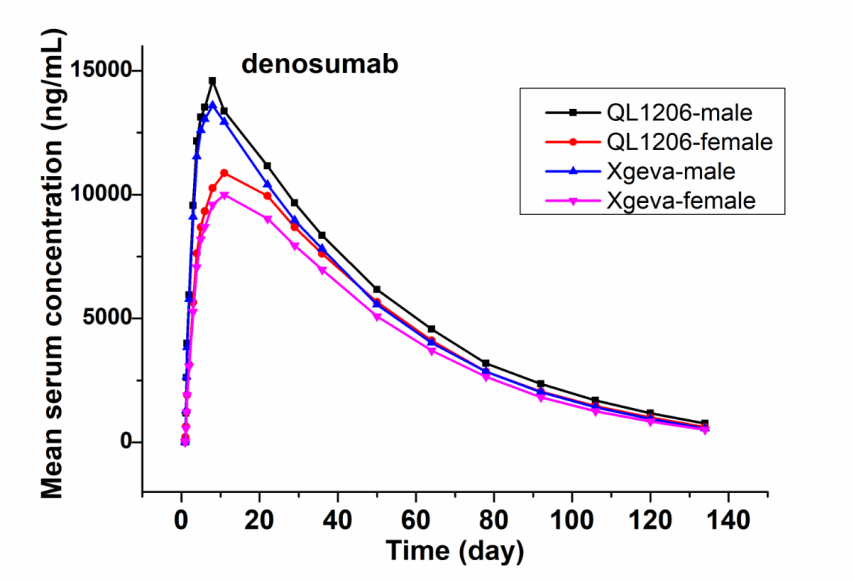 denosumab
QL1206-male
QL1206-female
Xgeva-male
Xgeva-female
Mean serum concentration (ng/mL)
15000
10000
5000
0
0 20 40 60 80 100 120 140
Time (day)